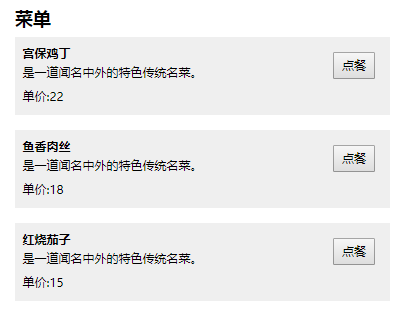 菜单
宫保鸡丁
是一道闻名中外的特色传统名菜。
点餐
单价:22
鱼香肉丝
是一道闻名中外的特色传统名菜。
点餐
单价:18
红烧茄子
是一道闻名中外的特色传统名菜。
点餐
单价:15